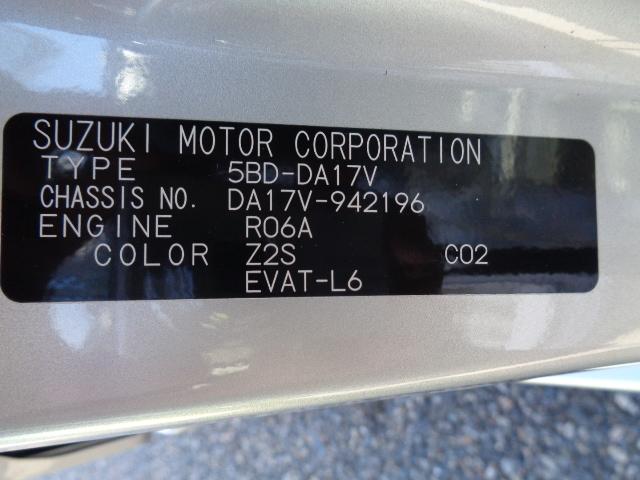 SUZUKI MOTOR CORPORATION
TYPE 5BD-DA17V
CHASSIS NO. DA17V-942196
ENGINE R06A
COLOR Z2S C02
EVAT-L6